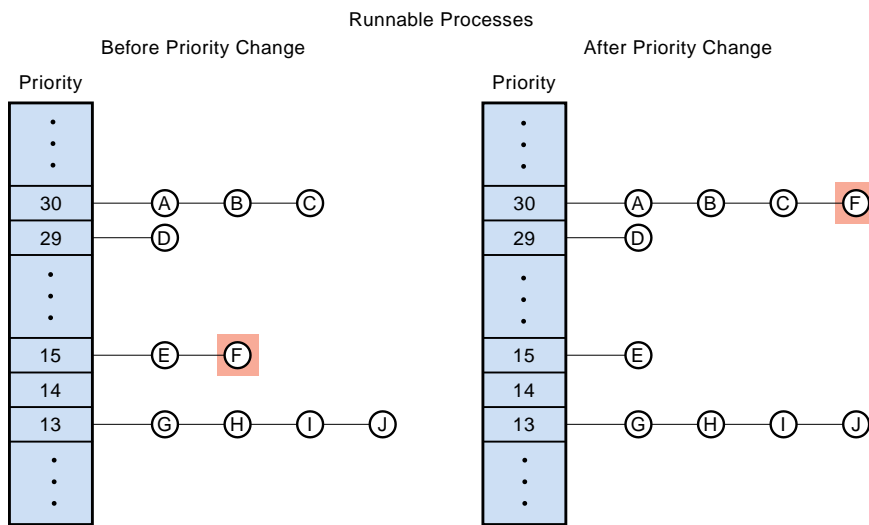 Runnable Processes
Before Priority Change
Priority
30 A B C
29 D
15 E F
14
13 G H I J
After Priority Change
Priority
30 A B C F
29 D
15 E
14
13 G H I J